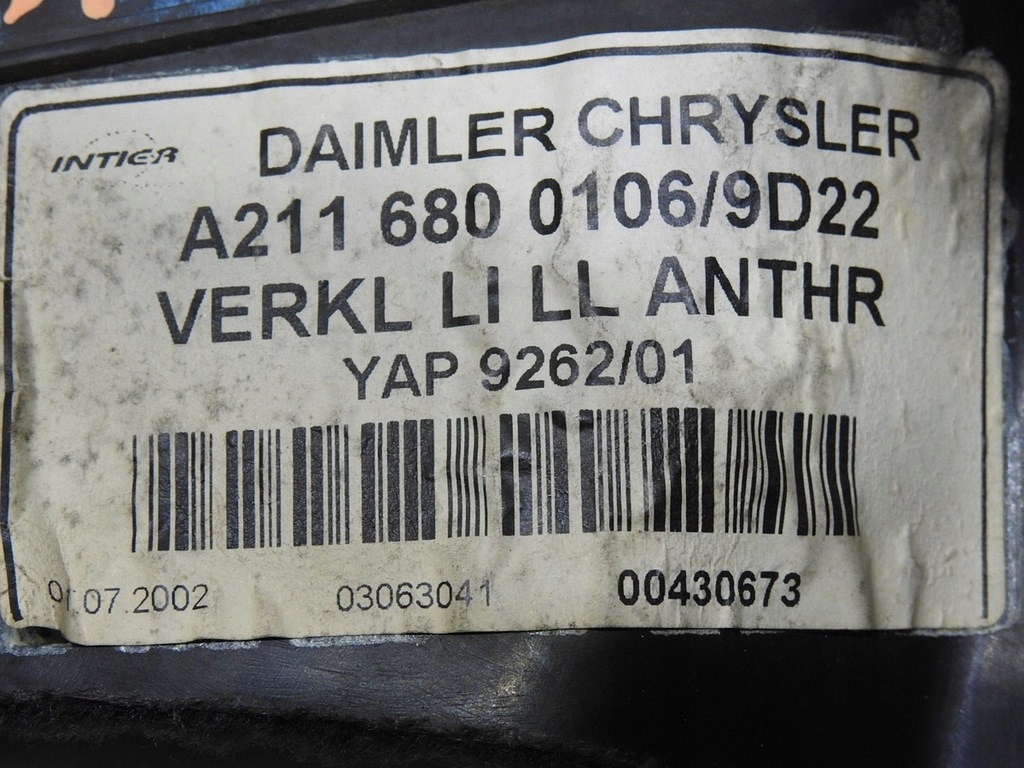 INTIER DAIMLER CHRYSLER
A211 680 0106/9D22
VERKL LI LL ANTHR
YAP 9262/01
01.07.2002 03063041 00430673